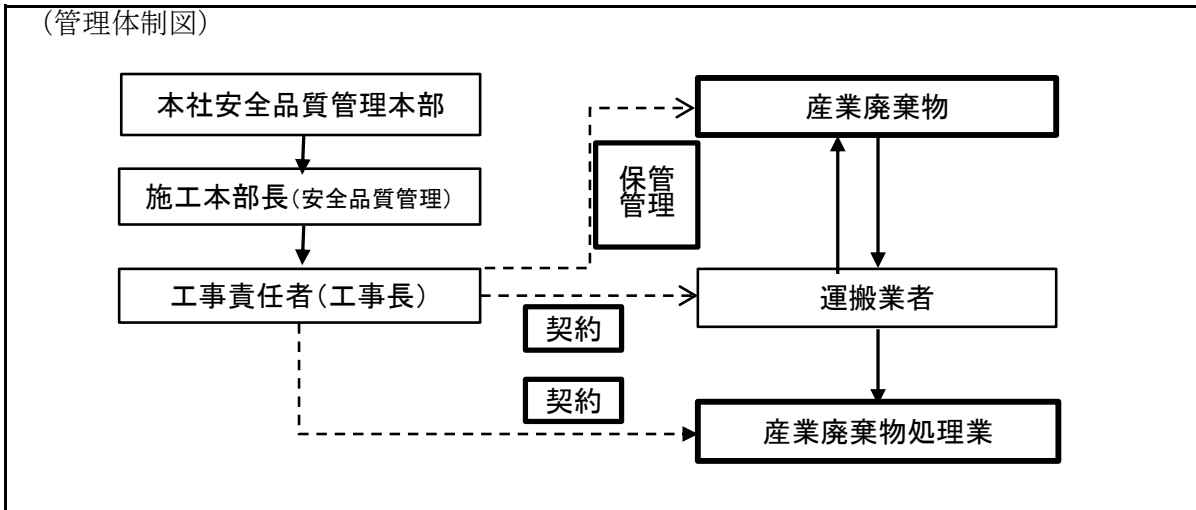 （管理体制図）
本社安全品質管理本部
産業廃棄物
施工本部長（安全品質管理）
保管
管理
工事責任者（工事長）
運搬業者
契約
契約
産業廃棄物処理業